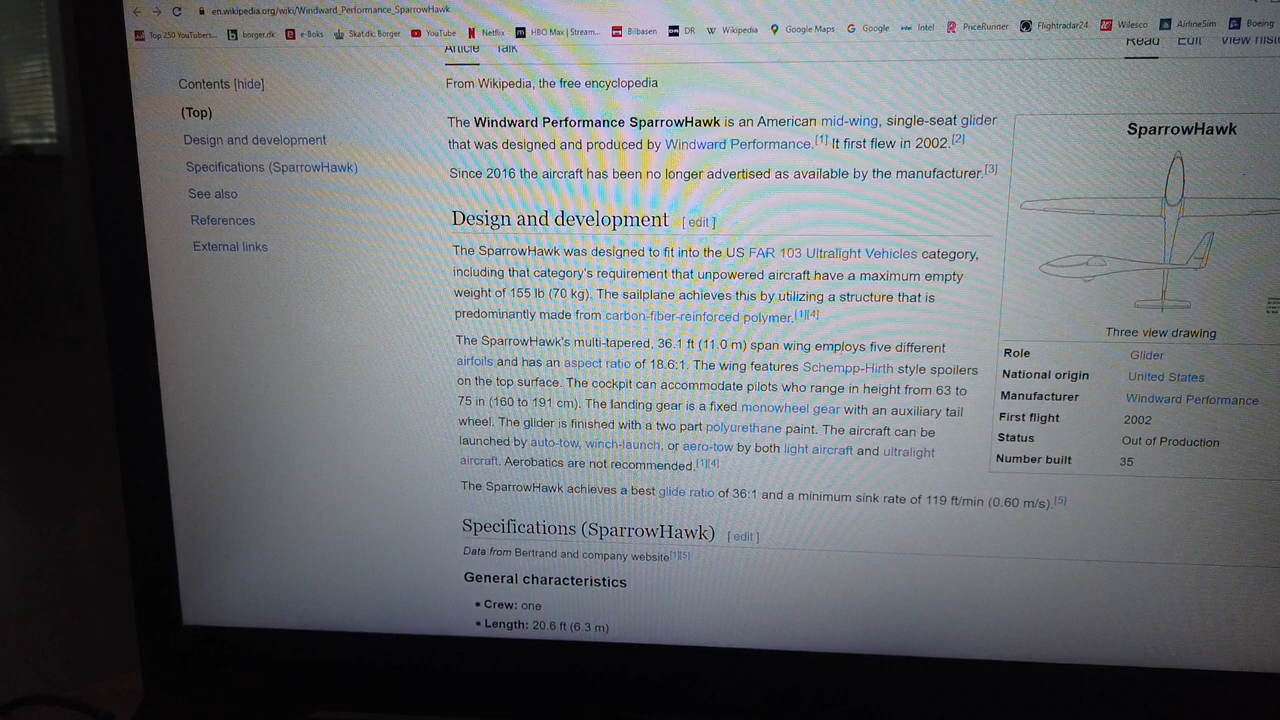 en.wikipedia.org/wiki/Windward_Performance_SparrowHawk
Top 250 YouTubers... borger.dk e-Boks Skat.dk: Borger YouTube Netflix HBO Max | Stream... Bilbasen DR Wikipedia Google Maps Google Intel PriceRunner Flightradar24 Wilesco AirlineSim Boeing
Article Talk Read Edit View hist
From Wikipedia, the free encyclopedia
Contents [hide]
(Top)
Design and development
Specifications (SparrowHawk)
See also
References
External links
The Windward Performance SparrowHawk is an American mid-wing, single-seat glider
that was designed and produced by Windward Performance.[1] It first flew in 2002.[2]
Since 2016 the aircraft has been no longer advertised as available by the manufacturer.[3]
Design and development [ edit ]
The SparrowHawk was designed to fit into the US FAR 103 Ultralight Vehicles category,
including that category's requirement that unpowered aircraft have a maximum empty
weight of 155 lb (70 kg). The sailplane achieves this by utilizing a structure that is
predominantly made from carbon-fiber-reinforced polymer.[1][4]
The SparrowHawk's multi-tapered, 36.1 ft (11.0 m) span wing employs five different
airfoils and has an aspect ratio of 18.6:1. The wing features Schempp-Hirth style spoilers
on the top surface. The cockpit can accommodate pilots who range in height from 63 to
75 in (160 to 191 cm). The landing gear is a fixed monowheel gear with an auxiliary tail
wheel. The glider is finished with a two part polyurethane paint. The aircraft can be
launched by auto-tow, winch-launch, or aero-tow by both light aircraft and ultralight
aircraft. Aerobatics are not recommended.[1][4]
The SparrowHawk achieves a best glide ratio of 36:1 and a minimum sink rate of 119 ft/min (0.60 m/s).[5]
Specifications (SparrowHawk) [ edit ]
Data from Bertrand and company website[1][5]
General characteristics
• Crew: one
• Length: 20.6 ft (6.3 m)
SparrowHawk
Three view drawing
Role Glider
National origin United States
Manufacturer Windward Performance
First flight 2002
Status Out of Production
Number built 35